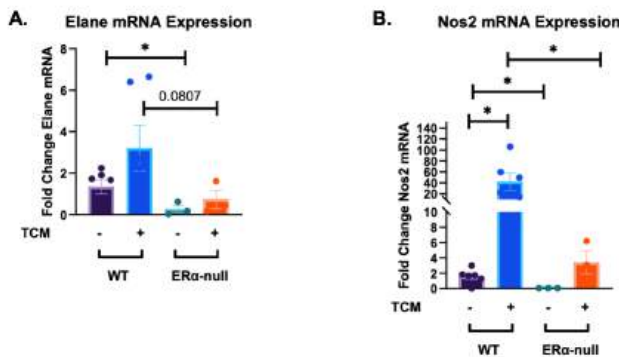 A.
Elane mRNA Expression
Fold Change Elane mRNA
8
6
4
2
0
*
0.0807
TCM
- + - +
WT ERα-null
B.
Nos2 mRNA Expression
Fold Change Nos2 mRNA
140
120
100
80
60
40
20
10
8
6
4
2
0
*
*
*
TCM
- + - +
WT ERα-null